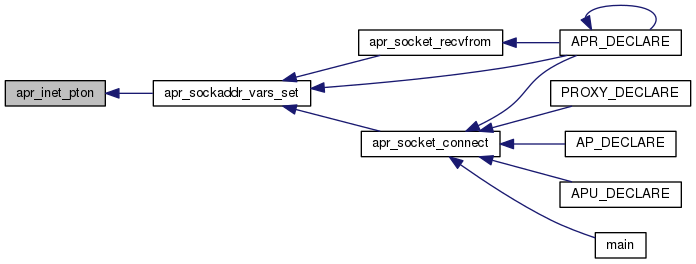 apr_socket_recvfrom
APR_DECLARE
apr_inet_pton
apr_sockaddr_vars_set
PROXY_DECLARE
apr_socket_connect
AP_DECLARE
APU_DECLARE
main